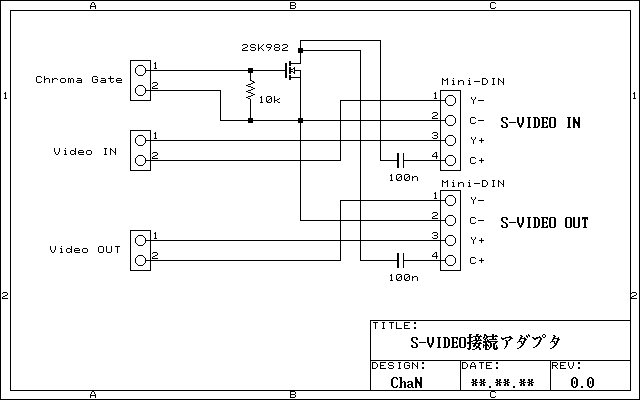 A B C
2SK982
Chroma Gate 1 2
10k
1 1
Mini-DIN
1 Y-
2 C-
3 Y+
4 C+
S-VIDEO IN
Video IN 1 2
100n
Mini-DIN
1 Y-
2 C-
3 Y+
4 C+
S-VIDEO OUT
Video OUT 1 2
100n
2 2
TITLE:
S-VIDEO接続アダプタ
DESIGN: DATE: REV:
ChaN **.**.** 0.0
A B C